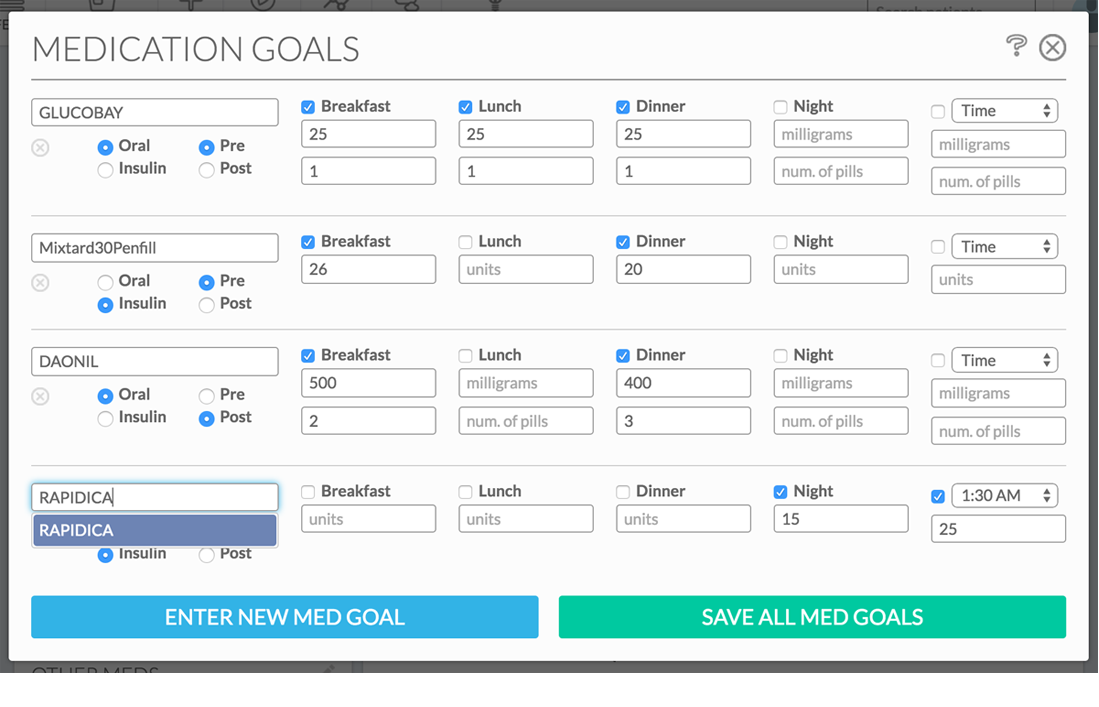 MEDICATION GOALS
GLUCOBAY
Breakfast Lunch Dinner Night Time
25 25 25 milligrams milligrams
Oral Pre
Insulin Post
1 1 1 num. of pills num. of pills
Mixtard30Penfill
Breakfast Lunch Dinner Night Time
26 units 20 units units
Oral Pre
Insulin Post
DAONIL
Breakfast Lunch Dinner Night Time
500 milligrams 400 milligrams milligrams
Oral Pre
Insulin Post
2 num. of pills 3 num. of pills num. of pills
RAPIDICA
Breakfast Lunch Dinner Night 1:30 AM
units units units 15 25
RAPIDICA
Insulin Post
ENTER NEW MED GOAL SAVE ALL MED GOALS
OTHER MEDS